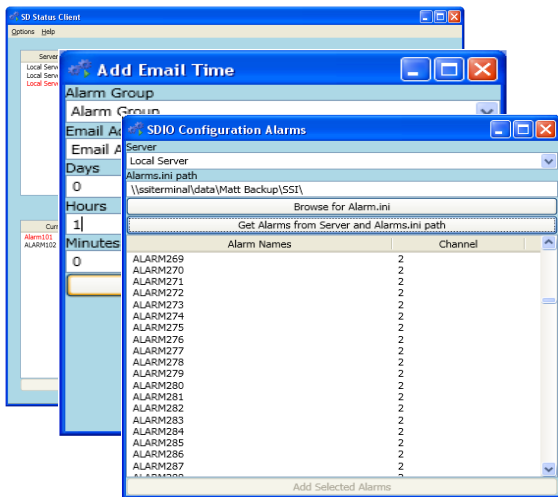 SD Status Client
Options Help
Server
Local Serv
Local Serv
Local Serv
Curr
Alarm101
ALARM102
Add Email Time
Alarm Group
Alarm Group
Email Ad
Email A
Days
0
Hours
1
Minutes
0
SDIO Configuration Alarms
Server
Local Server
Alarms.ini path
\\ssiterminal\data\Matt Backup\SSI\
Browse for Alarm.ini
Get Alarms from Server and Alarms.ini path
Alarm Names Channel
ALARM269 2
ALARM270 2
ALARM271 2
ALARM272 2
ALARM273 2
ALARM274 2
ALARM275 2
ALARM276 2
ALARM277 2
ALARM278 2
ALARM279 2
ALARM280 2
ALARM281 2
ALARM282 2
ALARM283 2
ALARM284 2
ALARM285 2
ALARM286 2
ALARM287 2
Add Selected Alarms